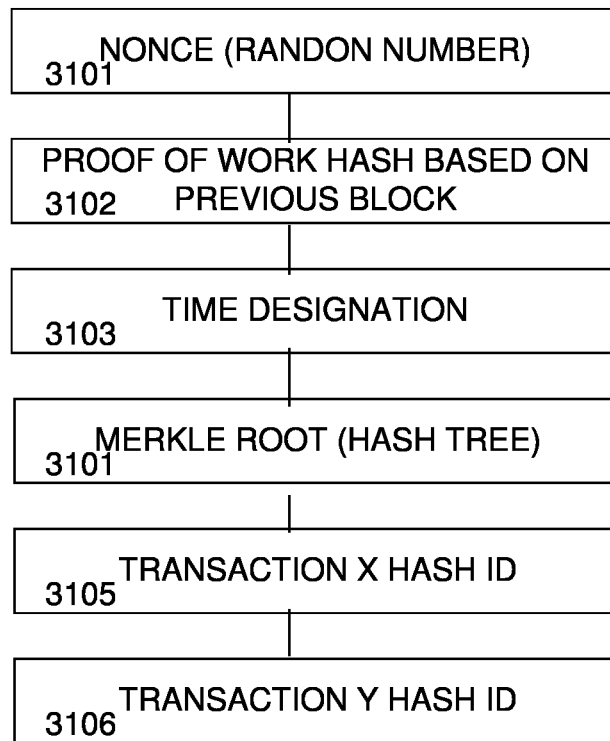 NONCE (RANDON NUMBER)
3101
PROOF OF WORK HASH BASED ON
3102 PREVIOUS BLOCK
TIME DESIGNATION
3103
MERKLE ROOT (HASH TREE)
3101
TRANSACTION X HASH ID
3105
TRANSACTION Y HASH ID
3106